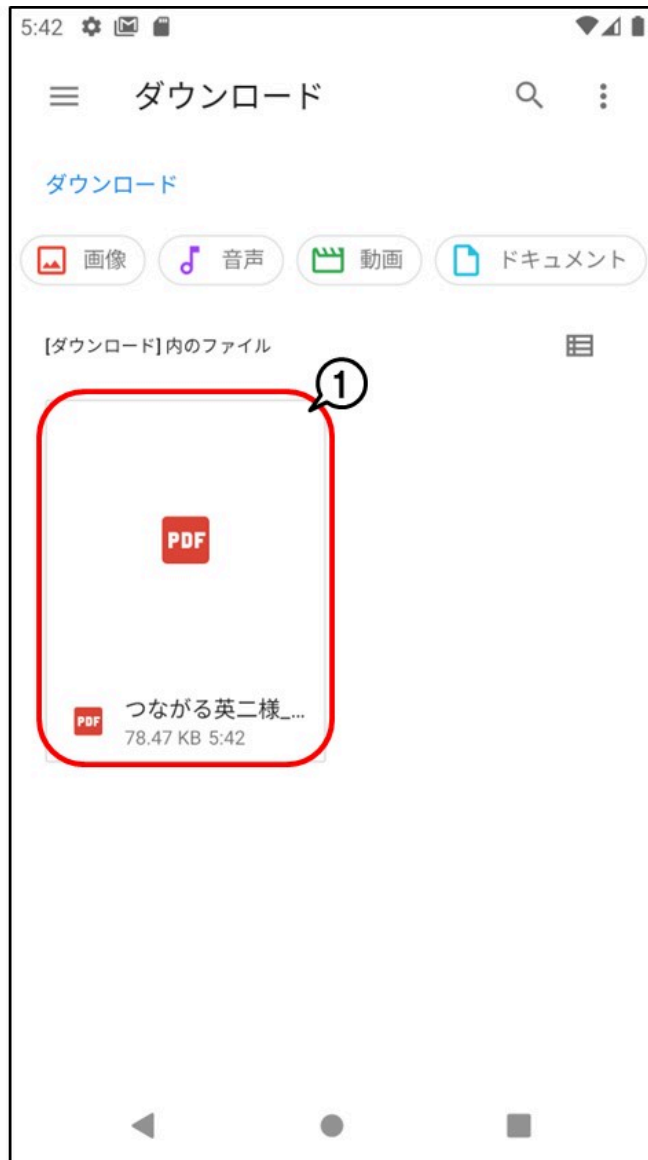 5:42
ダウンロード
ダウンロード
画像 音声 動画 ドキュメント
[ダウンロード] 内のファイル
①
PDF
PDF つながる英二様_...
78.47 KB 5:42